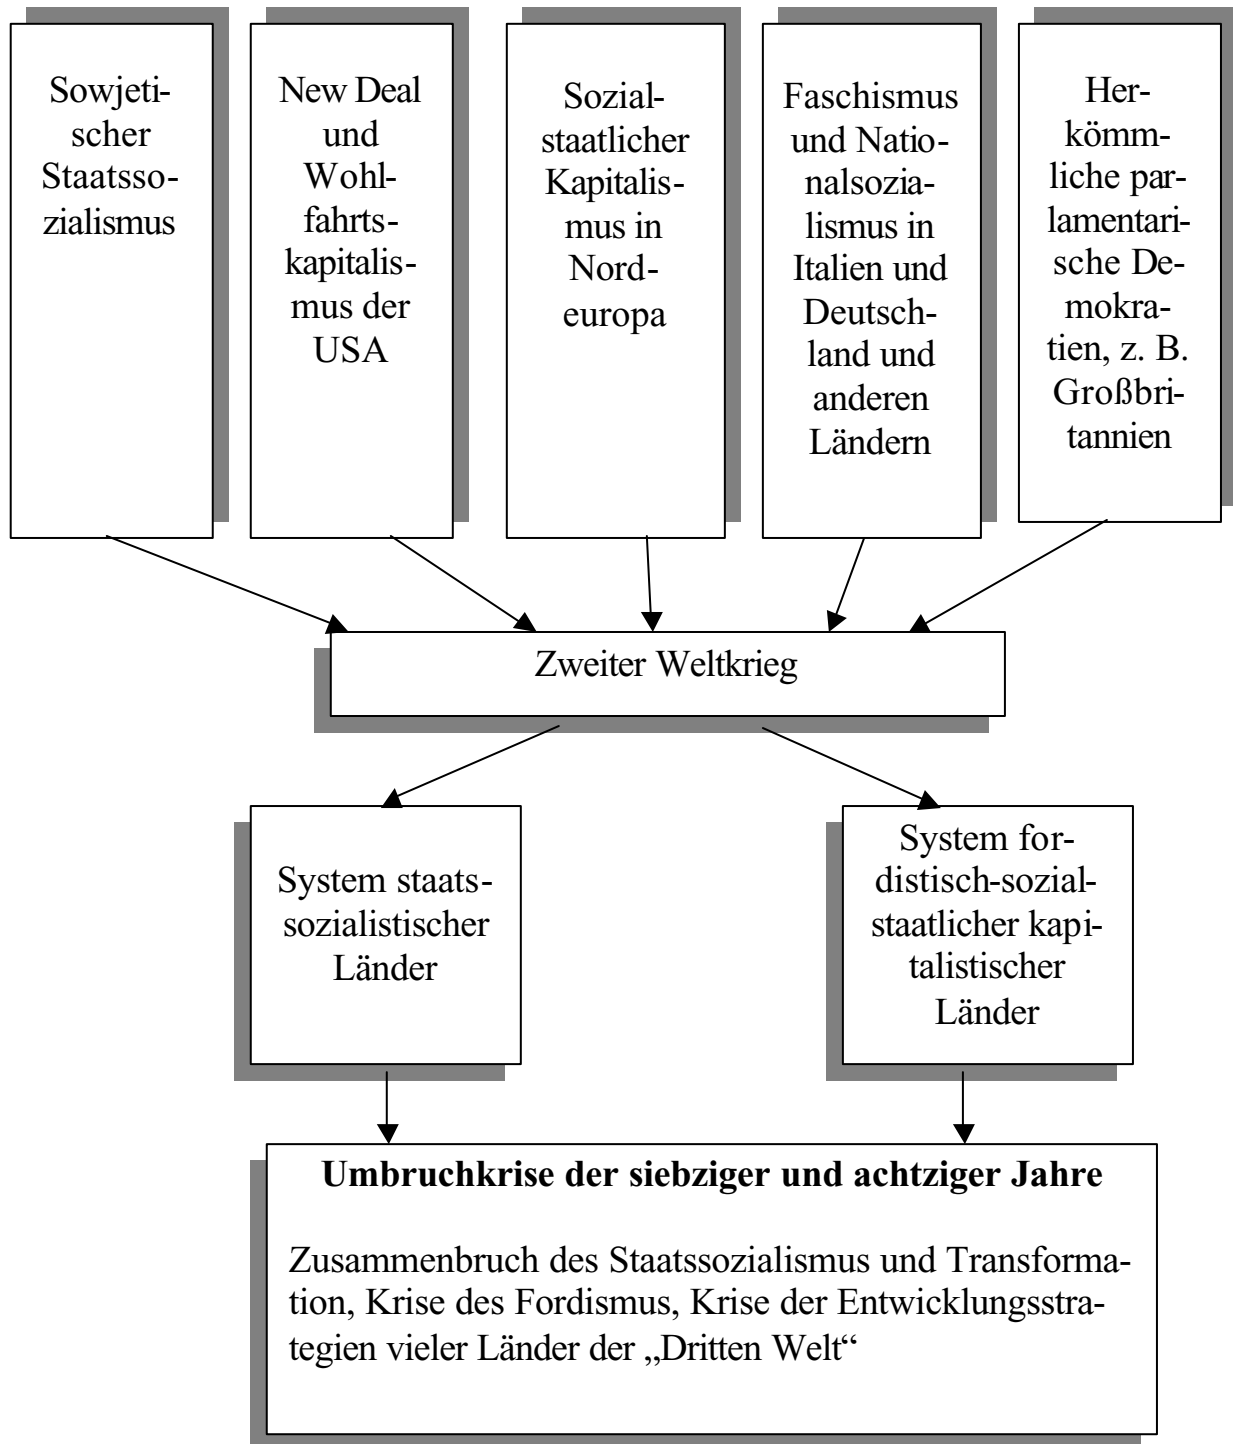 Sowjeti-
scher
Staatsso-
zialismus
New Deal
und
Wohl-
fahrts-
kapitalis-
mus der
USA
Sozial-
staatlicher
Kapitalis-
mus in
Nord-
europa
Faschismus
und Natio-
nalsozia-
lismus in
Italien und
Deutsch-
land und
anderen
Ländern
Her-
kömm-
liche par-
lamentari-
sche De-
mokra-
tien, z. B.
Großbri-
tannien
Zweiter Weltkrieg
System staats-
sozialistischer
Länder
System for-
distisch-sozial-
staatlicher kapi-
talistischer
Länder
Umbruchkrise der siebziger und achtziger Jahre
Zusammenbruch des Staatssozialismus und Transforma-
tion, Krise des Fordismus, Krise der Entwicklungsstra-
tegien vieler Länder der „Dritten Welt“